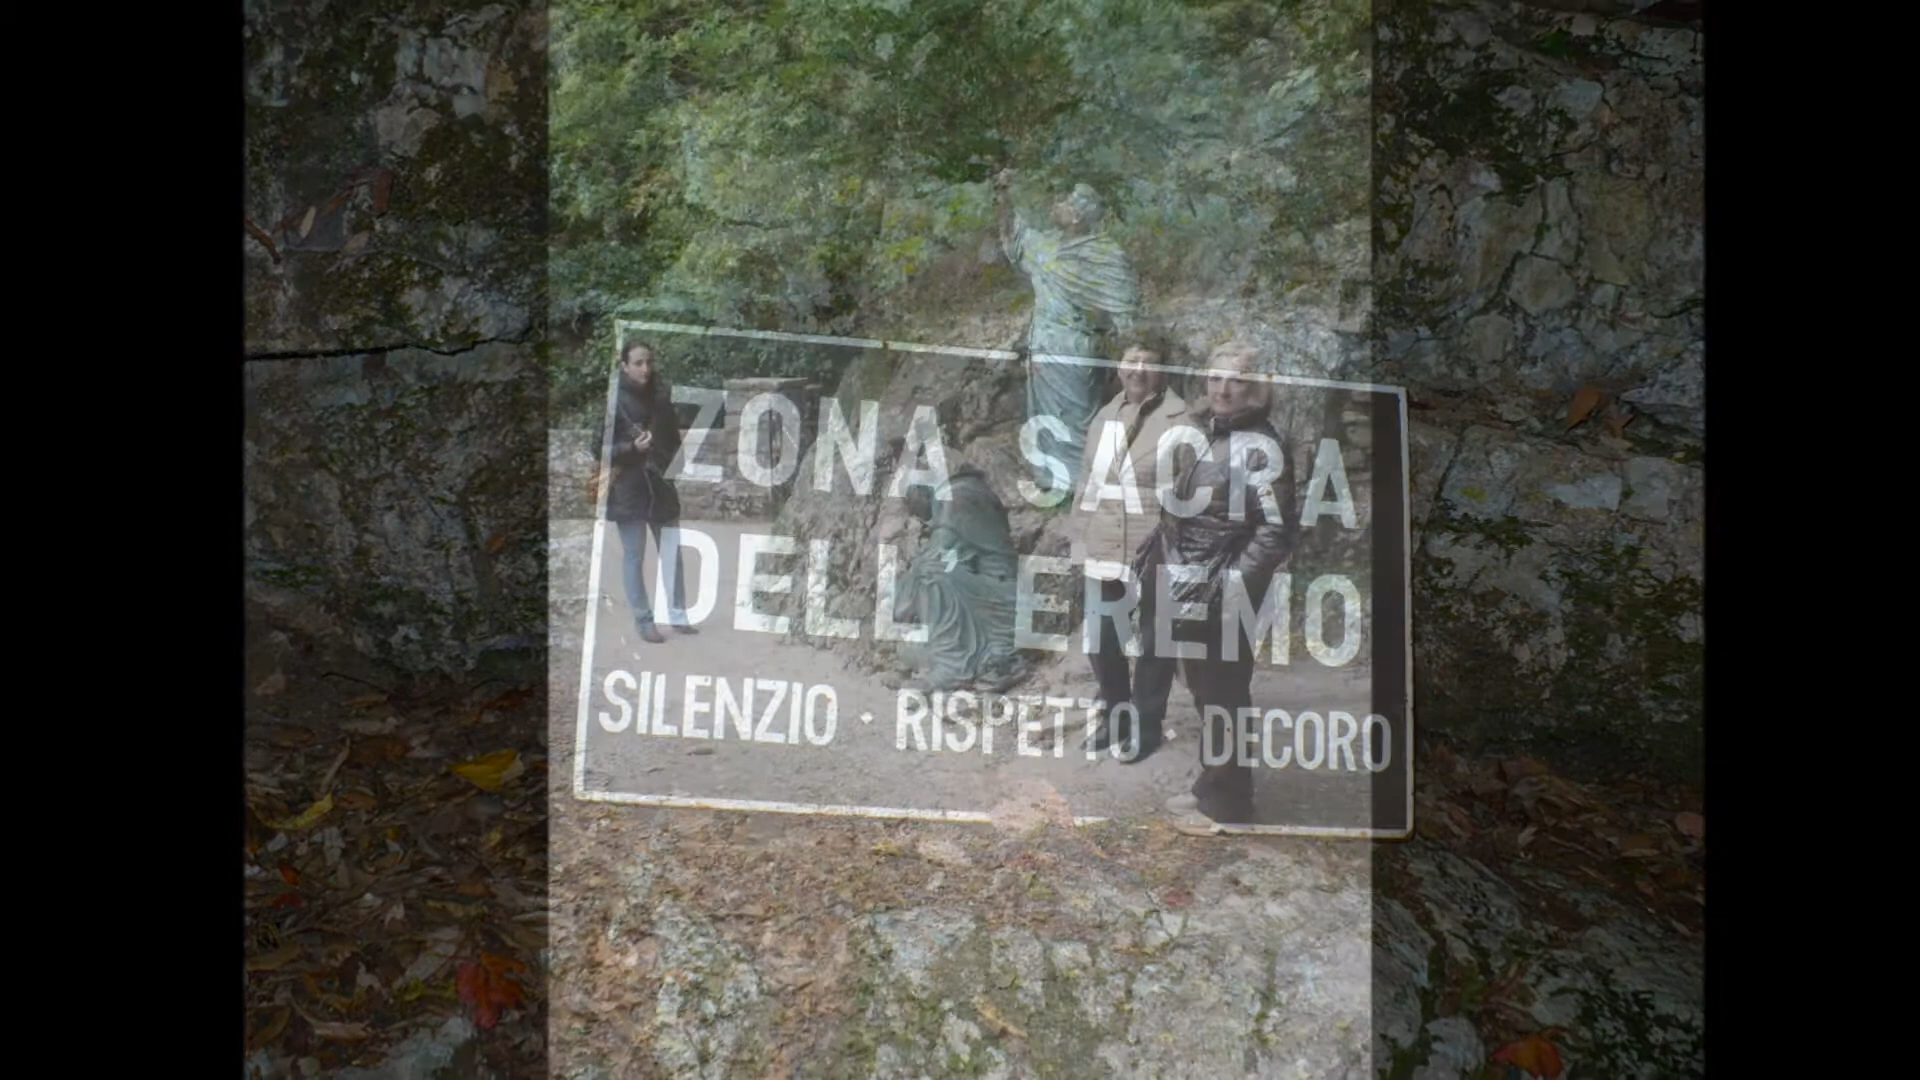 ZONA SACRA
DELL'EREMO
SILENZIO · RISPETTO · DECORO